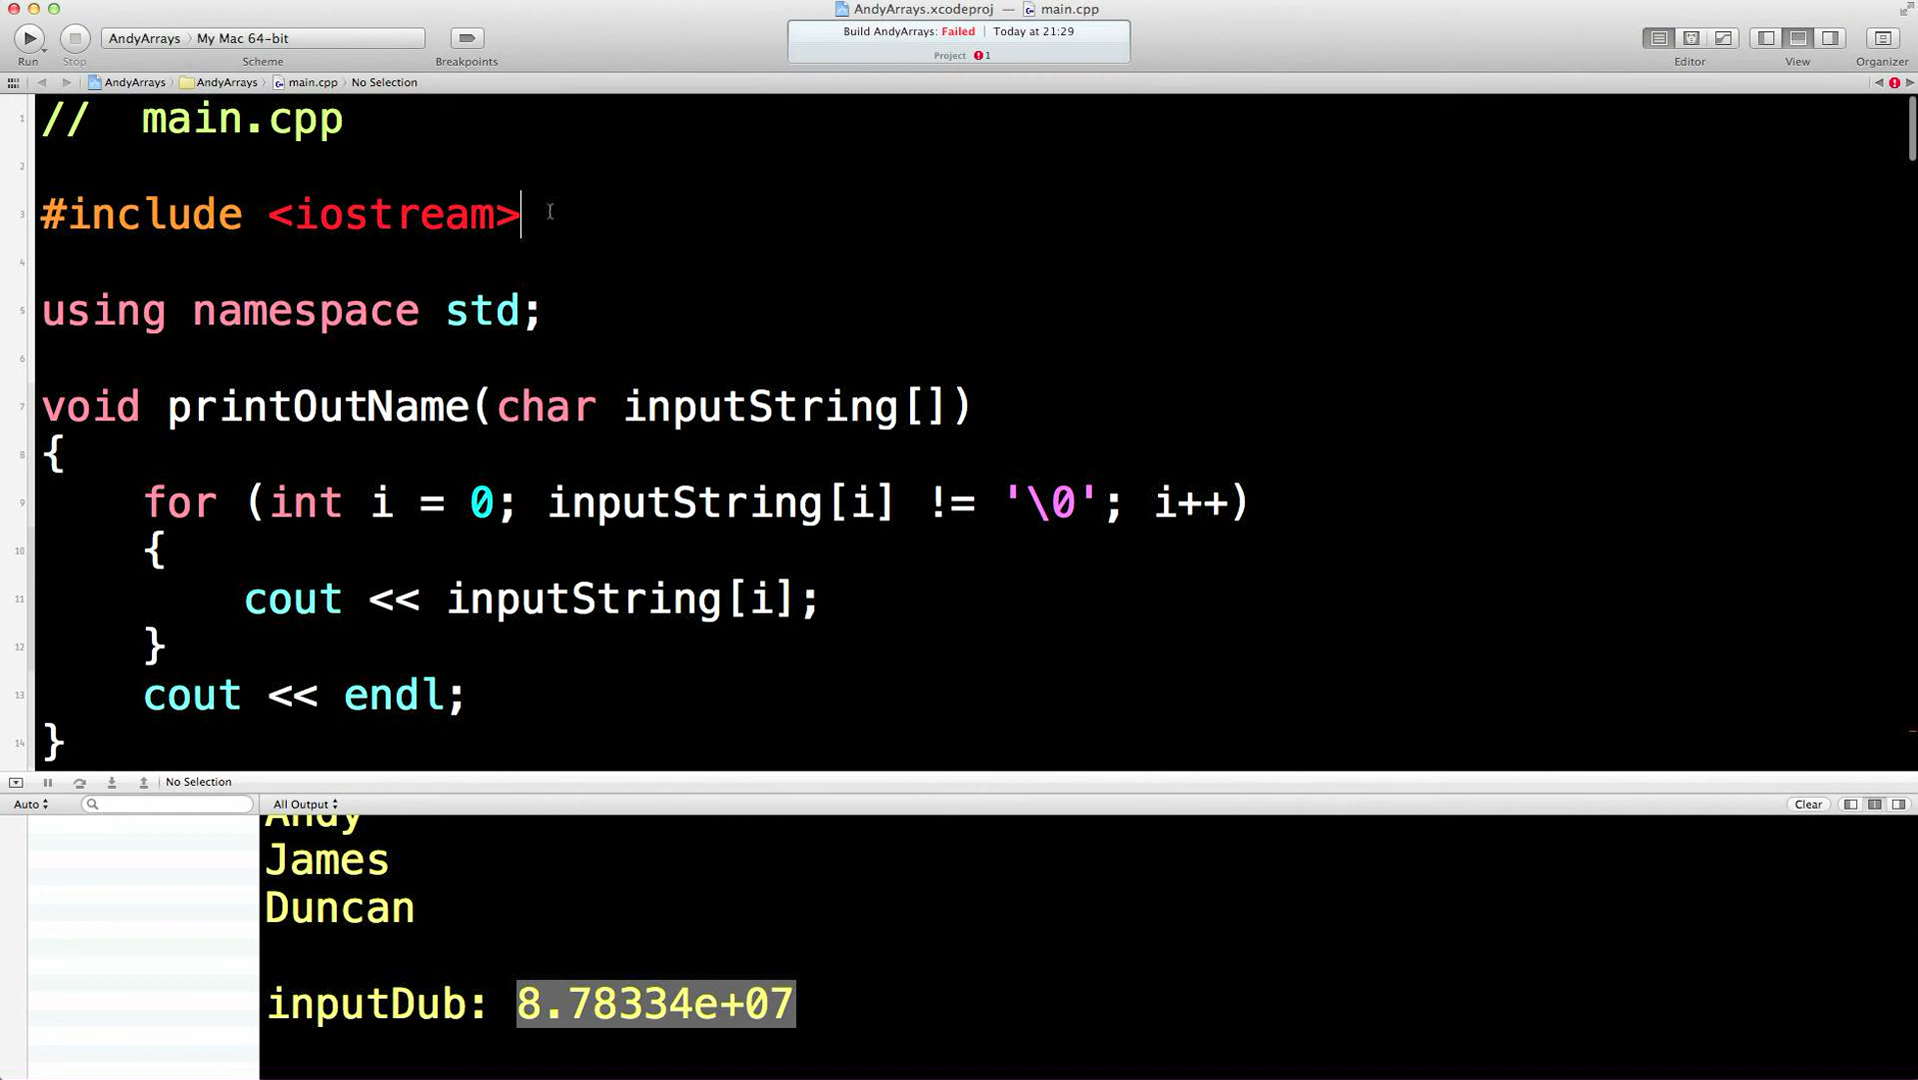 AndyArrays.xcodeproj — main.cpp
AndyArrays My Mac 64-bit
Build AndyArrays: Failed Today at 21:29
Project 1
Run Stop Scheme Breakpoints Editor View Organizer
AndyArrays AndyArrays main.cpp No Selection
1 // main.cpp
2
3 #include <iostream>
4
5 using namespace std;
6
7 void printOutName(char inputString[])
8 {
9 for (int i = 0; inputString[i] != '\0'; i++)
10 {
11 cout << inputString[i];
12 }
13 cout << endl;
14 }
No Selection
Auto All Output Clear
Andy
James
Duncan
inputDub: 8.78334e+07